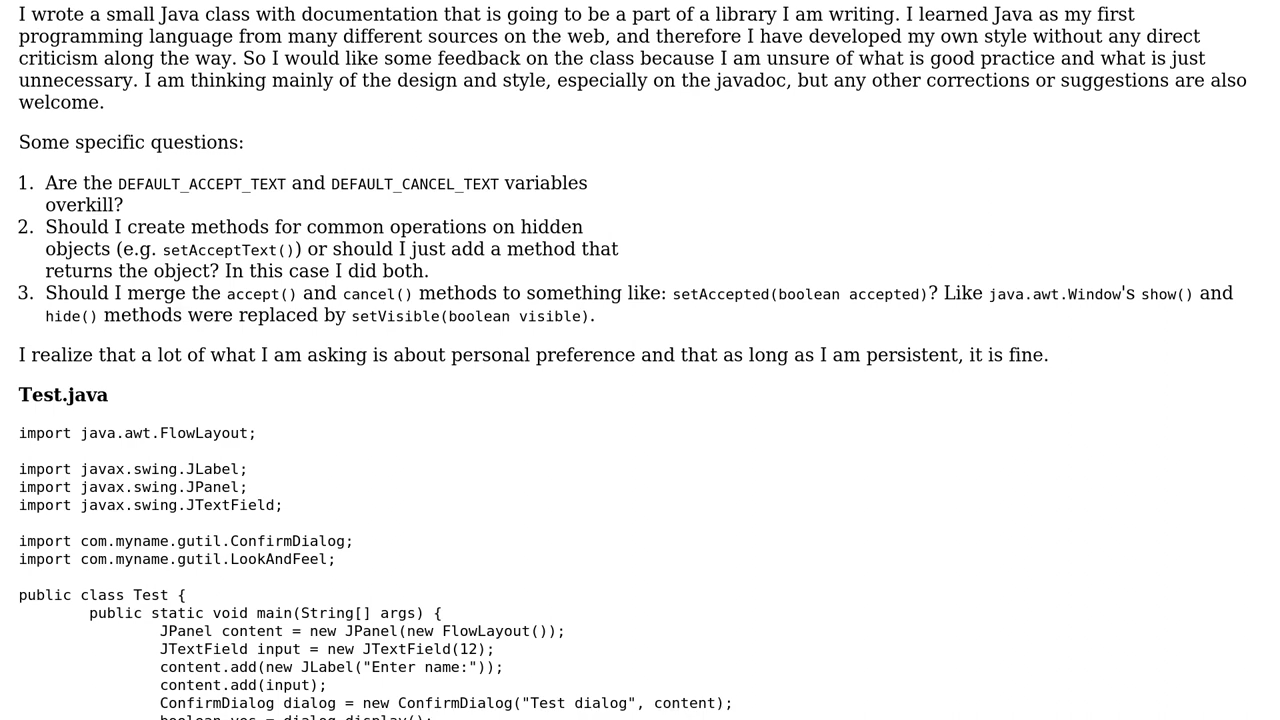 I wrote a small Java class with documentation that is going to be a part of a library I am writing. I learned Java as my first
programming language from many different sources on the web, and therefore I have developed my own style without any direct
criticism along the way. So I would like some feedback on the class because I am unsure of what is good practice and what is just
unnecessary. I am thinking mainly of the design and style, especially on the javadoc, but any other corrections or suggestions are also
welcome.
Some specific questions:
1. Are the DEFAULT_ACCEPT_TEXT and DEFAULT_CANCEL_TEXT variables
overkill?
2. Should I create methods for common operations on hidden
objects (e.g. setAcceptText()) or should I just add a method that
returns the object? In this case I did both.
3. Should I merge the accept() and cancel() methods to something like: setAccepted(boolean accepted)? Like java.awt.Window's show() and
hide() methods were replaced by setVisible(boolean visible).
I realize that a lot of what I am asking is about personal preference and that as long as I am persistent, it is fine.
Test.java
import java.awt.FlowLayout;
import javax.swing.JLabel;
import javax.swing.JPanel;
import javax.swing.JTextField;
import com.myname.gutil.ConfirmDialog;
import com.myname.gutil.LookAndFeel;
public class Test {
public static void main(String[] args) {
JPanel content = new JPanel(new FlowLayout());
JTextField input = new JTextField(12);
content.add(new JLabel("Enter name:"));
content.add(input);
ConfirmDialog dialog = new ConfirmDialog("Test dialog", content);
boolean yes = dialog.display();